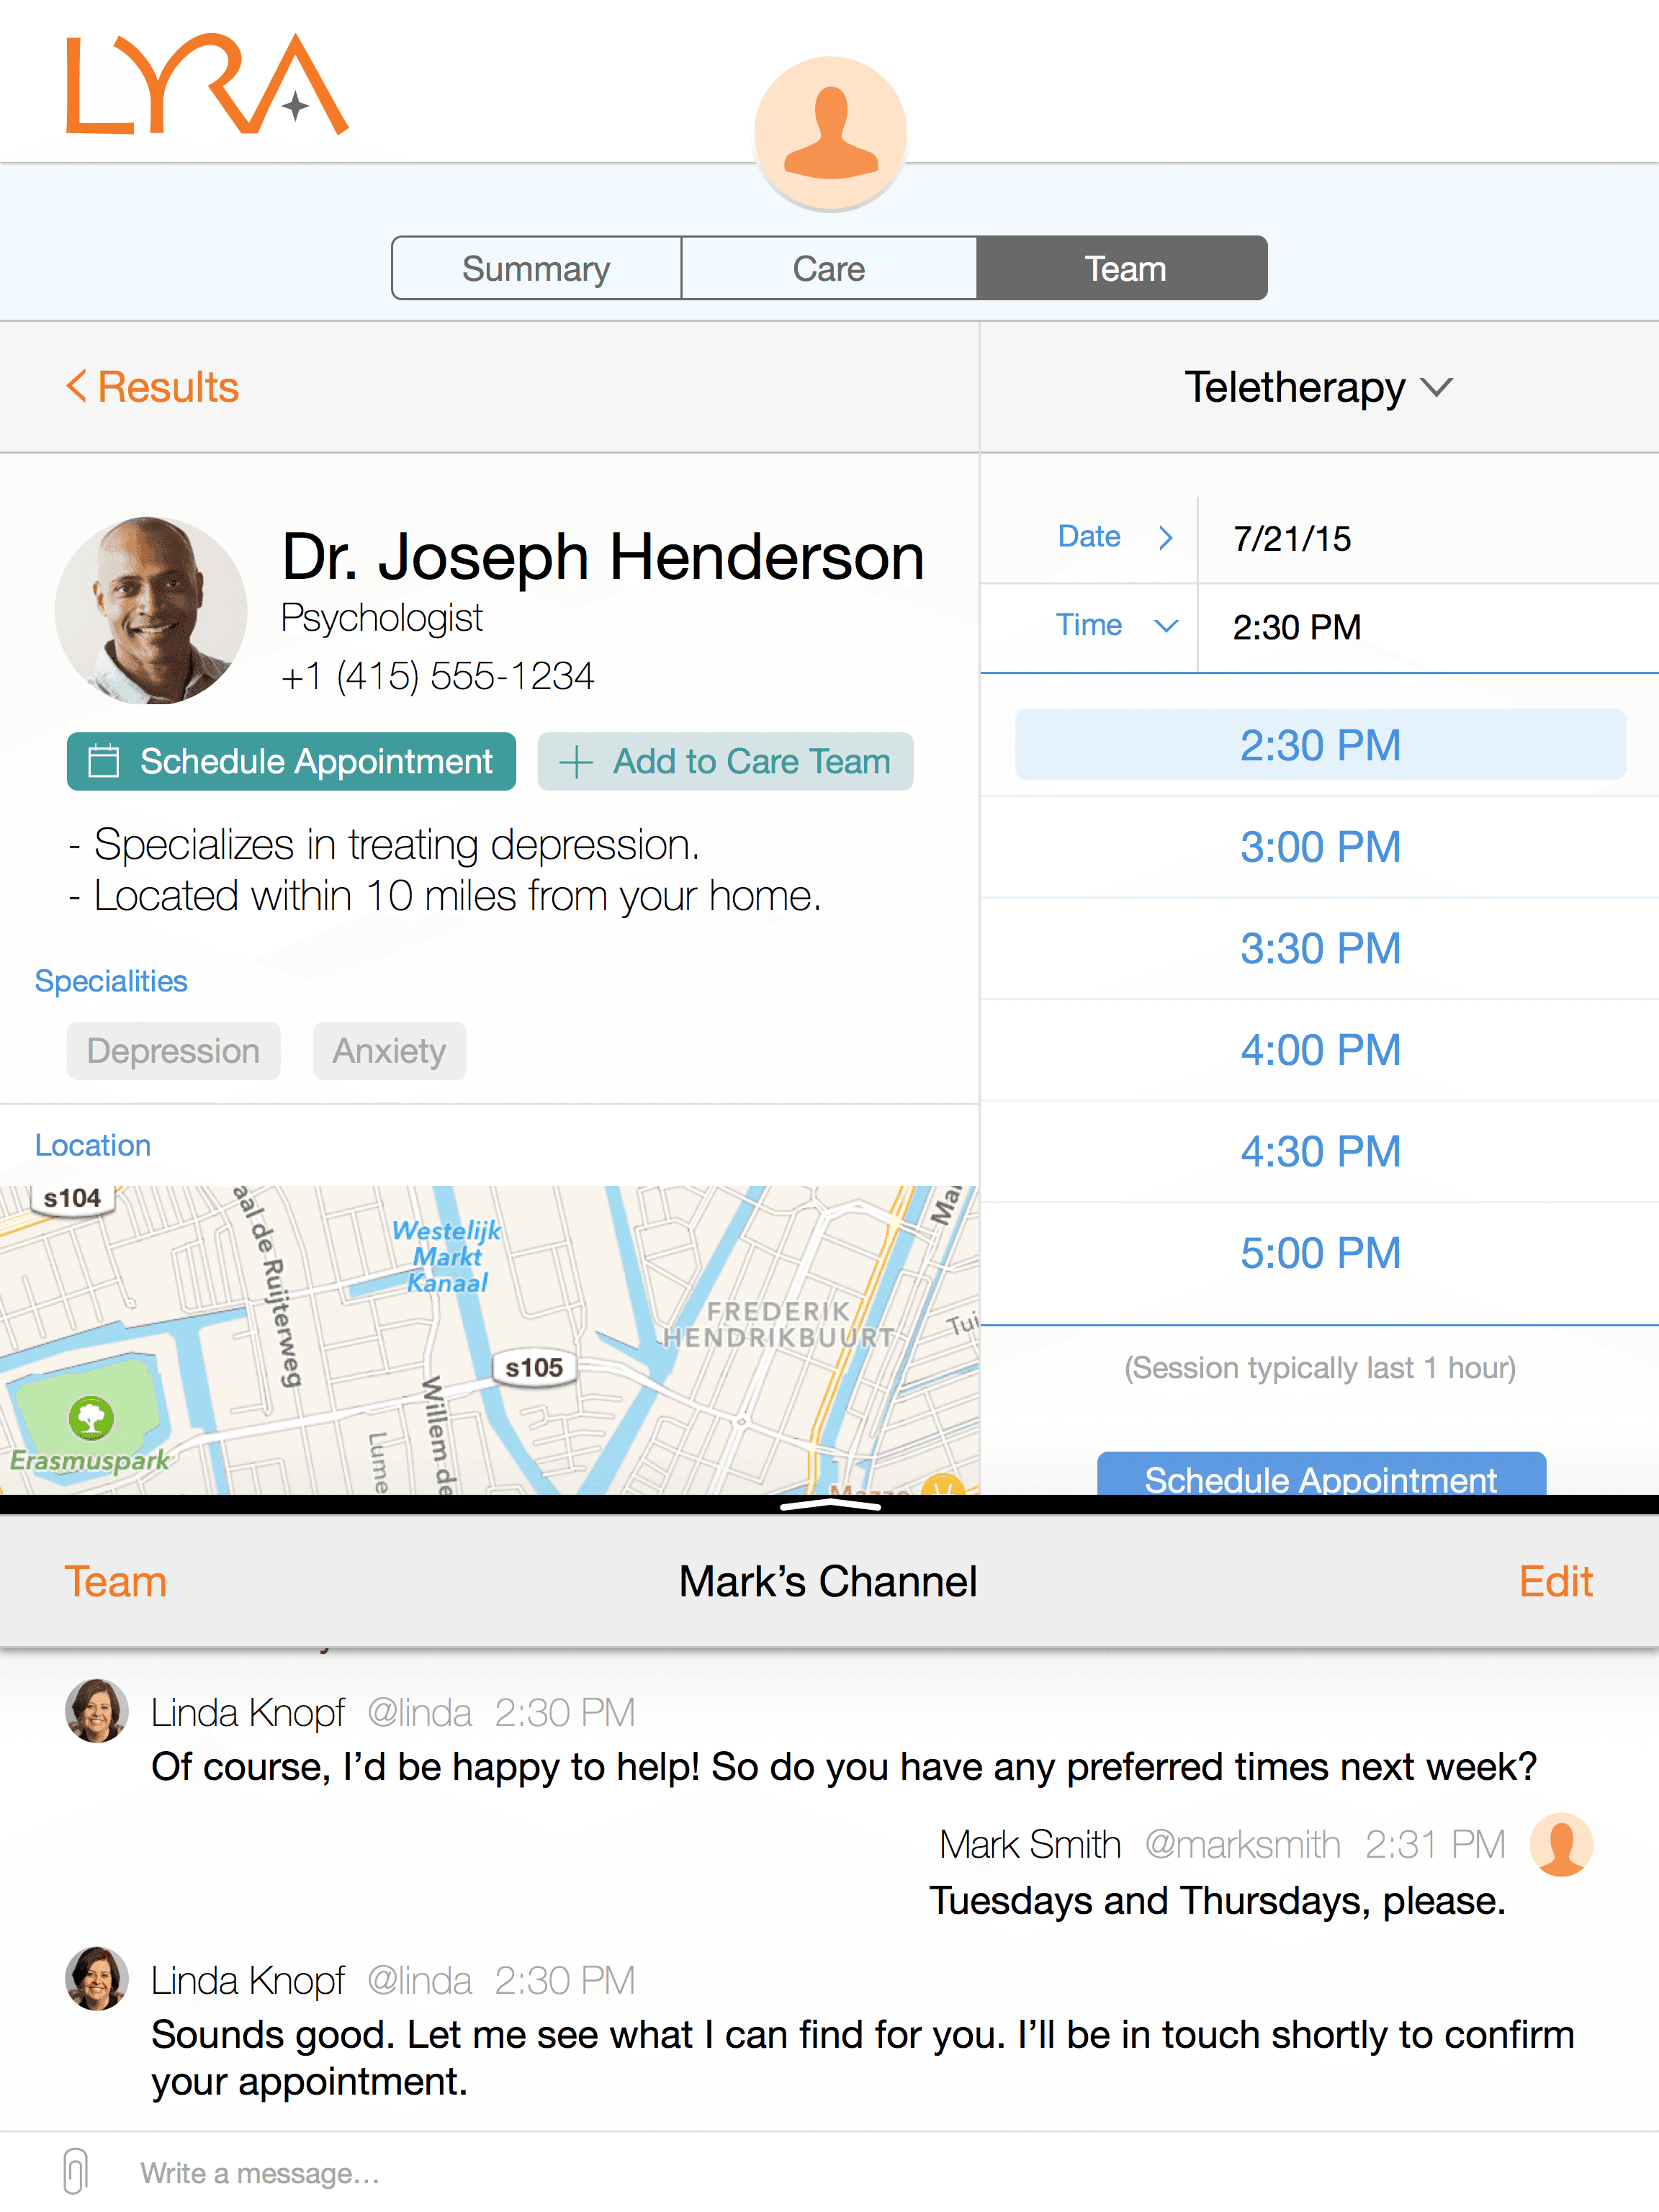 LYRA
Summary
Care
Team
Results
Teletherapy
Dr. Joseph Henderson
Psychologist
+1 (415) 555-1234
Schedule Appointment
+ Add to Care Team
- Specializes in treating depression.
- Located within 10 miles from your home.
Specialities
Depression
Anxiety
Location
s104
aal de Ruijterweg
Westelijk
Markt
Kanaal
FREDERIK
HENDRIKBUURT
s105
Willem de
Lume
Erasmuspark
Mar
Tui
Date
7/21/15
Time
2:30 PM
2:30 PM
3:00 PM
3:30 PM
4:00 PM
4:30 PM
5:00 PM
(Session typically last 1 hour)
Schedule Appointment
Team
Mark’s Channel
Edit
Linda Knopf @linda 2:30 PM
Of course, I’d be happy to help! So do you have any preferred times next week?
Mark Smith @marksmith 2:31 PM
Tuesdays and Thursdays, please.
Linda Knopf @linda 2:30 PM
Sounds good. Let me see what I can find for you. I’ll be in touch shortly to confirm
your appointment.
Write a message…